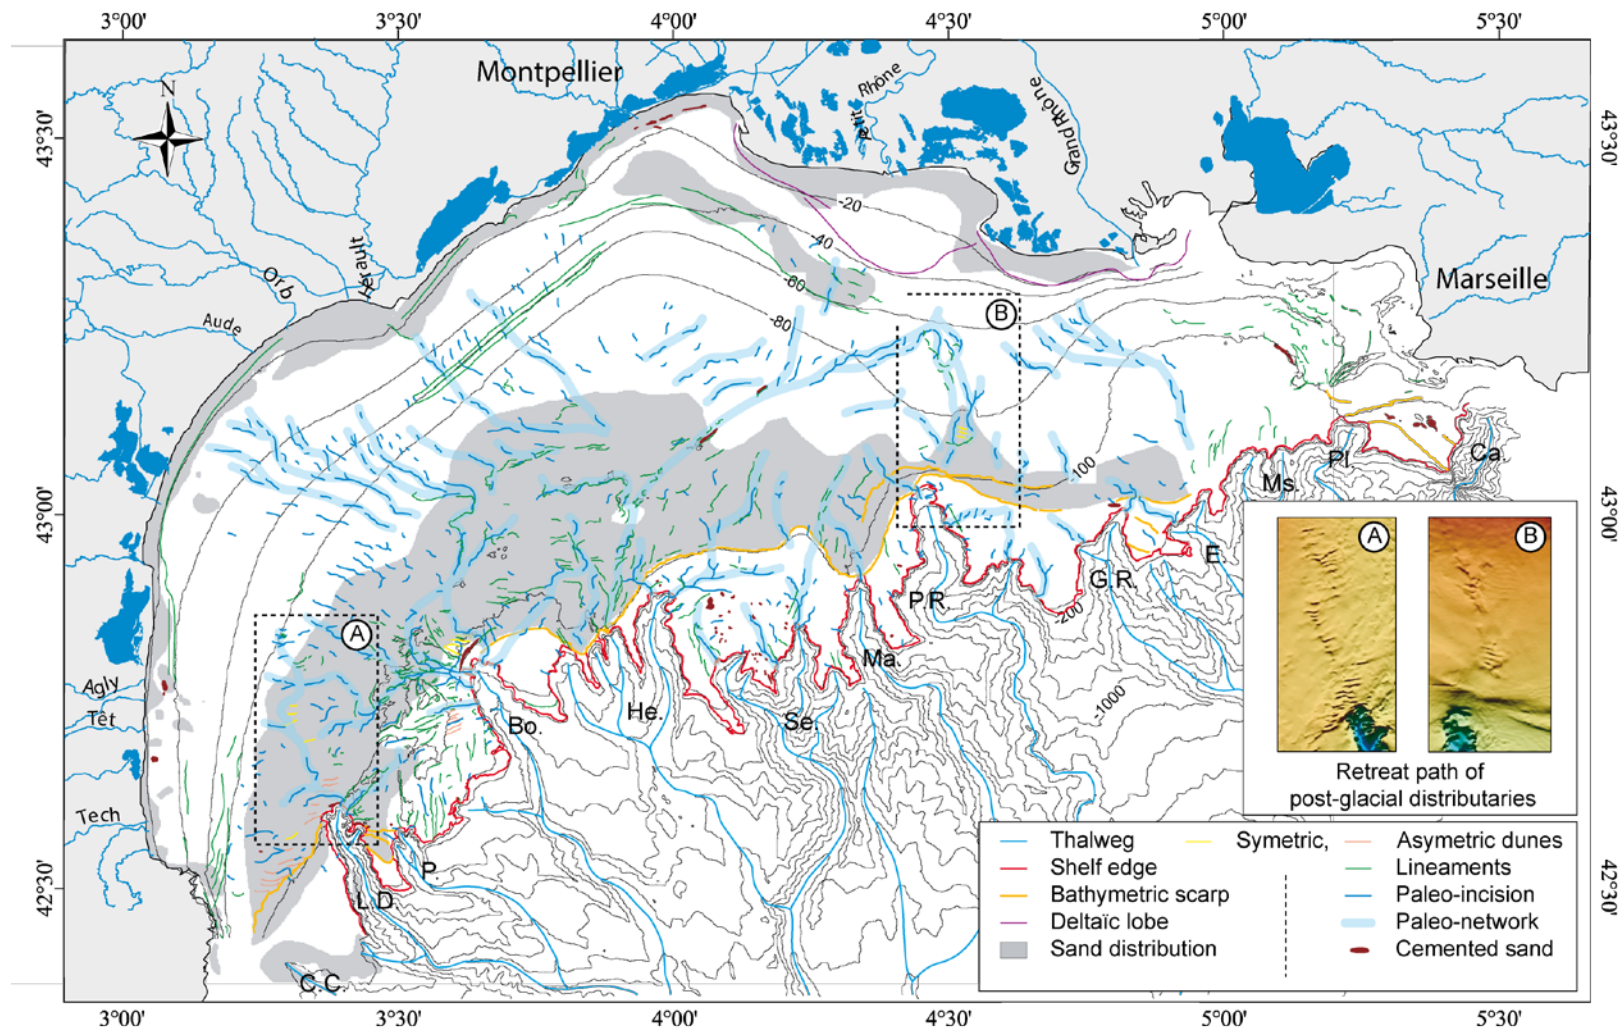 3°00' 3°30' 4°00' 4°30' 5°00' 5°30'
Montpellier
N
Petit Rhône
Grand Rhône
43°30' 43°30'
-20
-40
-60
-80
Orb
Hérault
Aude
Marseille
B
100
43°00' 43°00'
Ca.
Pl.
Ms.
E.
G.R.
P.R.
-200
Ma.
A
Agly
Têt
Tech
Bo.
He.
Se.
-1000
P.
L.D
C.C.
42°30' 42°30'
A B
Retreat path of
post-glacial distributaries
Thalweg Symetric, Asymetric dunes
Shelf edge Lineaments
Bathymetric scarp Paleo-incision
Deltaïc lobe Paleo-network
Sand distribution Cemented sand
3°00' 3°30' 4°00' 4°30' 5°00' 5°30'